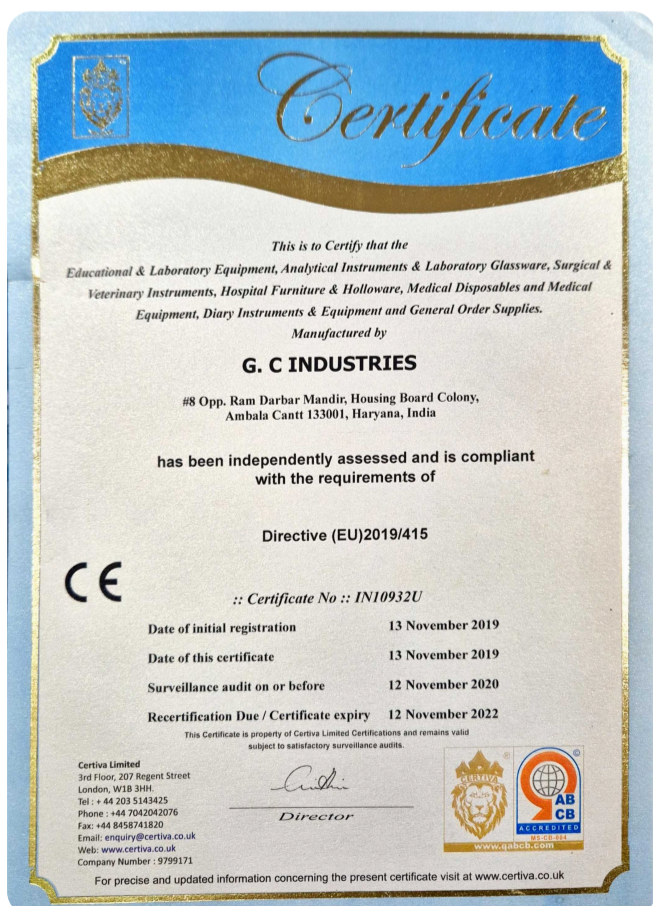 Certificate
This is to Certify that the
Educational & Laboratory Equipment, Analytical Instruments & Laboratory Glassware, Surgical &
Veterinary Instruments, Hospital Furniture & Holloware, Medical Disposables and Medical
Equipment, Diary Instruments & Equipment and General Order Supplies.
Manufactured by
G. C INDUSTRIES
#8 Opp. Ram Darbar Mandir, Housing Board Colony,
Ambala Cantt 133001, Haryana, India
has been independently assessed and is compliant
with the requirements of
Directive (EU)2019/415
CE
:: Certificate No :: IN10932U
Date of initial registration 13 November 2019
Date of this certificate 13 November 2019
Surveillance audit on or before 12 November 2020
Recertification Due / Certificate expiry 12 November 2022
This Certificate is property of Certiva Limited Certifications and remains valid
subject to satisfactory surveillance audits.
Certiva Limited
3rd Floor, 207 Regent Street
London, W1B 3HH.
Tel : + 44 203 5143425
Phone : +44 7042042076
Fax: +44 8458741820
Email: enquiry@certiva.co.uk
Web: www.certiva.co.uk
Company Number : 9799171
Director
CERTIVA
®
©
AB
CB
ACCREDITED
MS-CB-084
www.qabcb.com
For precise and updated information concerning the present certificate visit at www.certiva.co.uk